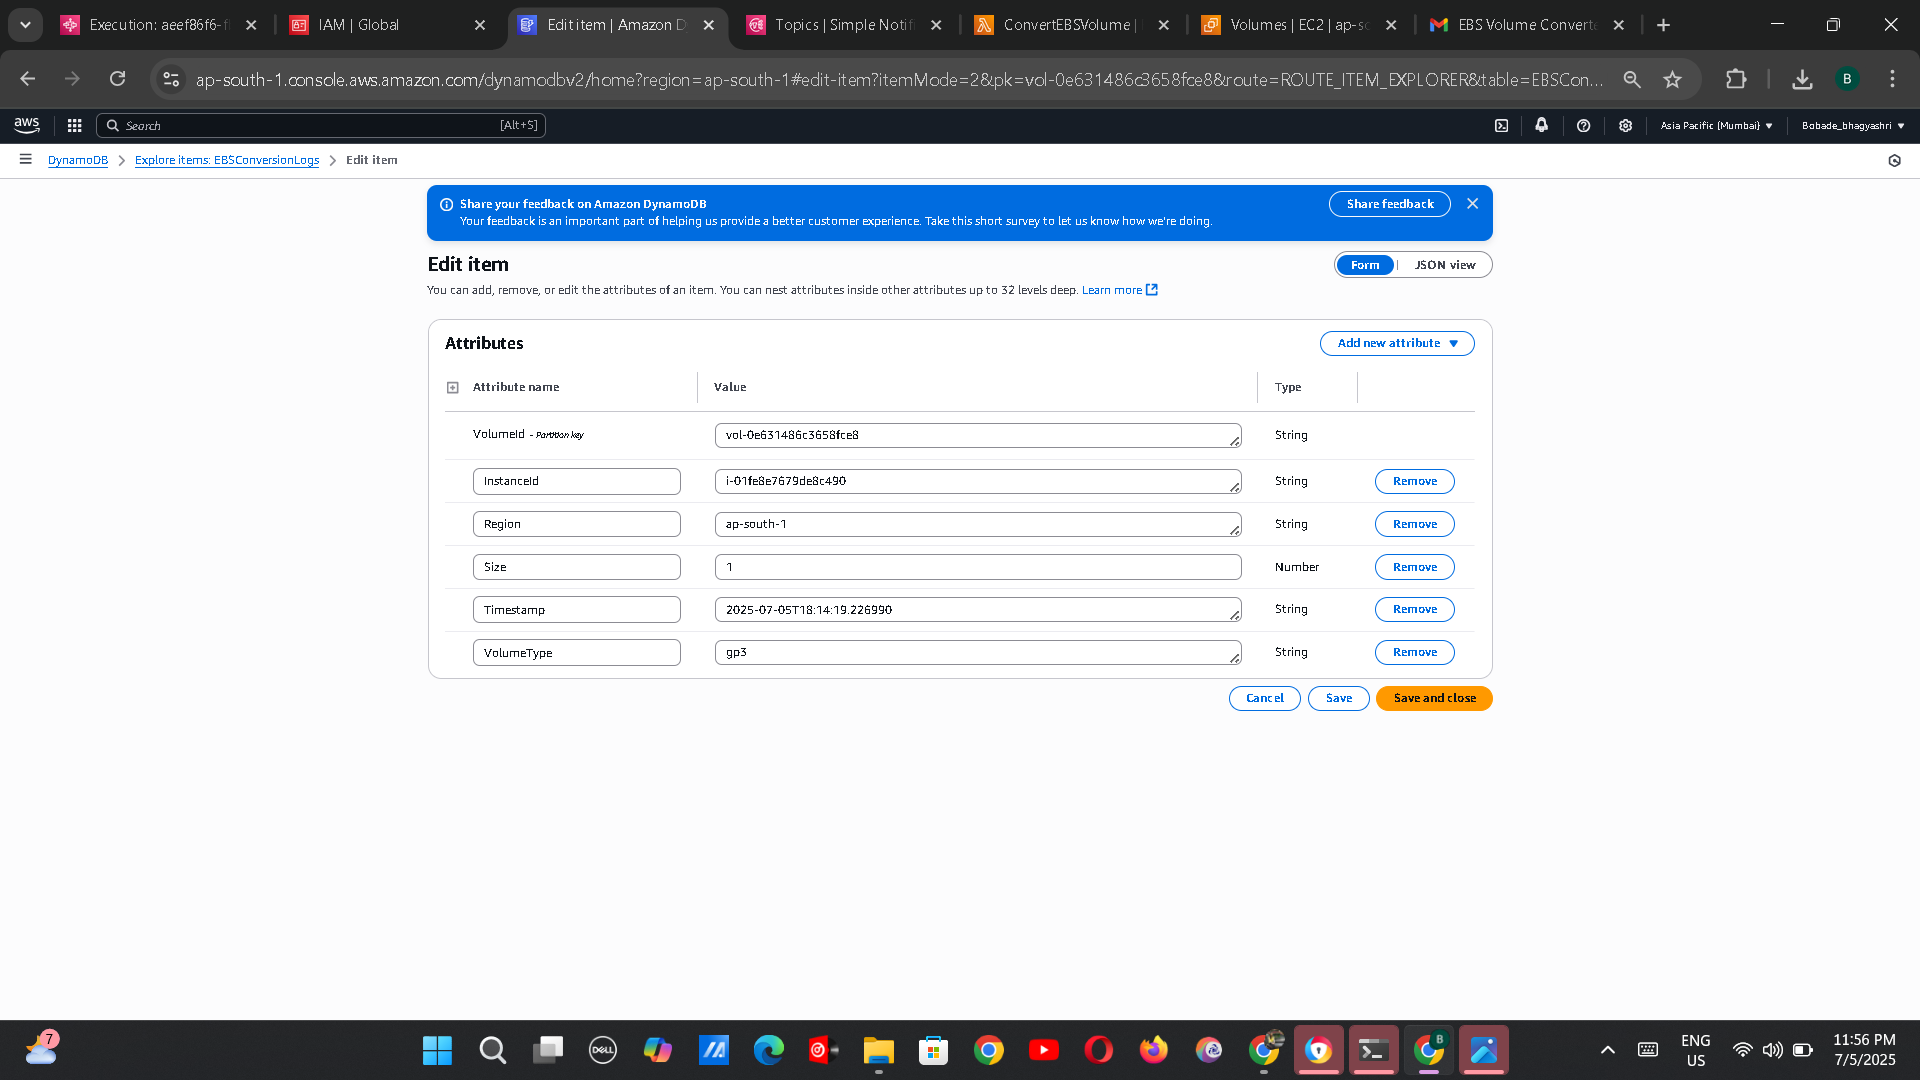 Execution: aeef86f6-f
IAM | Global
Edit item | Amazon D
Topics | Simple Notifi
ConvertEBSVolume |
Volumes | EC2 | ap-so
EBS Volume Converte
ap-south-1.console.aws.amazon.com/dynamodbv2/home?region=ap-south-1#edit-item?itemMode=2&pk=vol-0e631486c3658fce8&route=ROUTE_ITEM_EXPLORER&table=EBSCon...
B
aws
Search
[Alt+S]
Asia Pacific (Mumbai)
Bobade_bhagyashri
DynamoDB
Explore items: EBSConversionLogs
Edit item
Share your feedback on Amazon DynamoDB
Your feedback is an important part of helping us provide a better customer experience. Take this short survey to let us know how we're doing.
Share feedback
Edit item
Form
JSON view
You can add, remove, or edit the attributes of an item. You can nest attributes inside other attributes up to 32 levels deep. Learn more
Attributes
Add new attribute
Attribute name
Value
Type
VolumeId - Partition key
vol-0e631486c3658fce8
String
InstanceId
i-01fe8e7679de8c490
String
Remove
Region
ap-south-1
String
Remove
Size
1
Number
Remove
Timestamp
2025-07-05T18:14:19.226990
String
Remove
VolumeType
gp3
String
Remove
Cancel
Save
Save and close
7
DELL
B
ENG
US
11:56 PM
7/5/2025